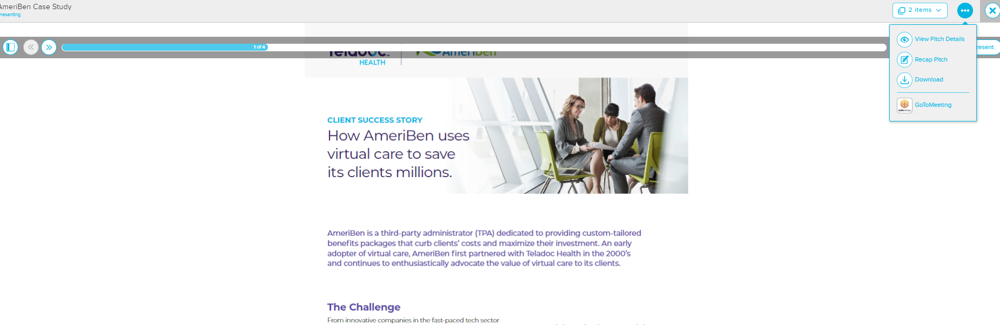 AmeriBen Case Study
Presenting
2 items
View Pitch Details
Recap Pitch
Download
GoToMeeting
1 of 4
resent
Teladoc™
HEALTH
AmeriBen
CLIENT SUCCESS STORY
How AmeriBen uses
virtual care to save
its clients millions.
AmeriBen is a third-party administrator (TPA) dedicated to providing custom-tailored
benefits packages that curb clients’ costs and maximize their investment. An early
adopter of virtual care, AmeriBen first partnered with Teladoc Health in the 2000’s
and continues to enthusiastically advocate the value of virtual care to its clients.
The Challenge
From innovative companies in the fast-paced tech sector